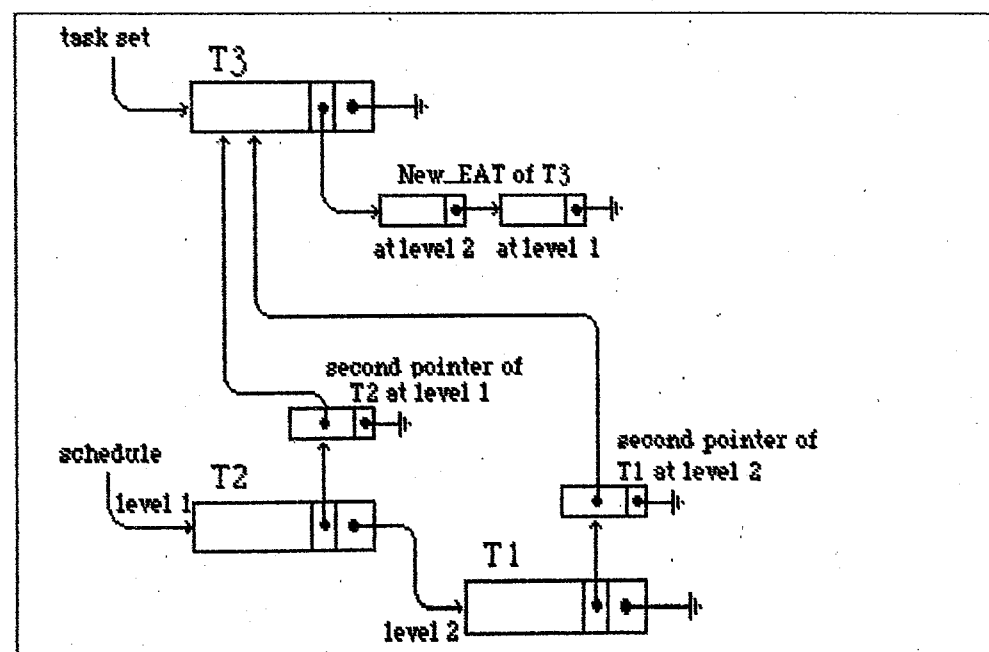 task set
T3
New_EAT of T3
at level 2
at level 1
second pointer of
T2 at level 1
schedule
level 1
T2
second pointer of
T1 at level 2
T1
level 2